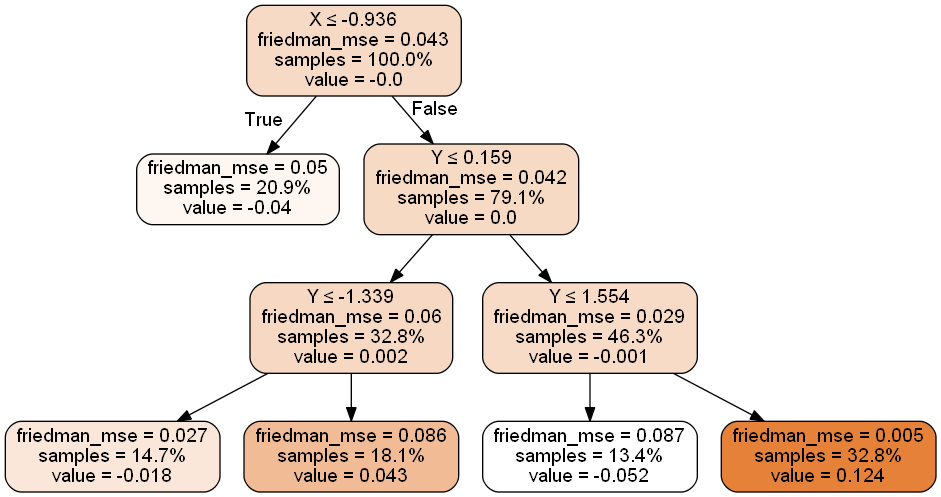 X ≤ -0.936
friedman_mse = 0.043
samples = 100.0%
value = -0.0
True
False
friedman_mse = 0.05
samples = 20.9%
value = -0.04
Y ≤ 0.159
friedman_mse = 0.042
samples = 79.1%
value = 0.0
Y ≤ -1.339
friedman_mse = 0.06
samples = 32.8%
value = 0.002
Y ≤ 1.554
friedman_mse = 0.029
samples = 46.3%
value = -0.001
friedman_mse = 0.027
samples = 14.7%
value = -0.018
friedman_mse = 0.086
samples = 18.1%
value = 0.043
friedman_mse = 0.087
samples = 13.4%
value = -0.052
friedman_mse = 0.005
samples = 32.8%
value = 0.124